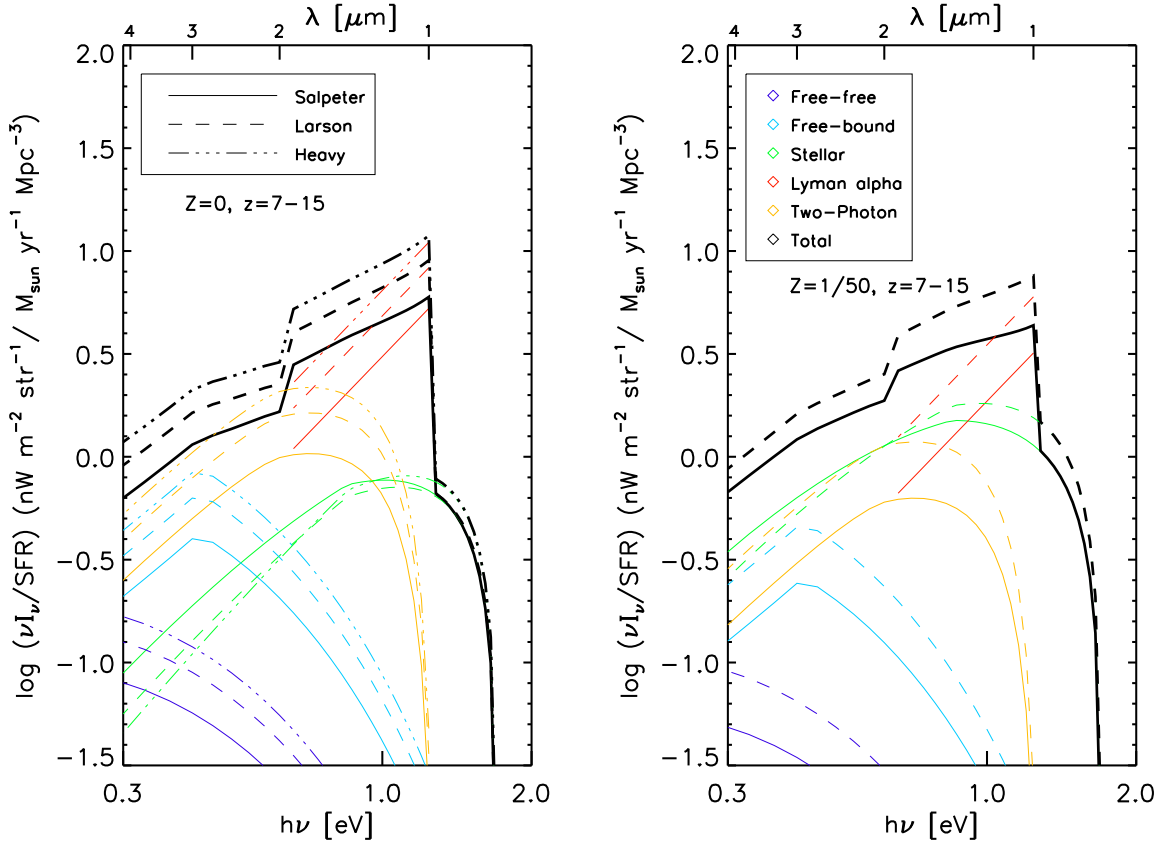 λ [μm]
4 3 2 1
2.0
1.5
1.0
0.5
0.0
−0.5
−1.0
−1.5
log (νI_ν/SFR) (nW m⁻² str⁻¹/ M_sun yr⁻¹ Mpc⁻³)
Salpeter
Larson
Heavy
Z=0, z=7−15
0.3 1.0 2.0
hν [eV]
λ [μm]
4 3 2 1
2.0
1.5
1.0
0.5
0.0
−0.5
−1.0
−1.5
log (νI_ν/SFR) (nW m⁻² str⁻¹/ M_sun yr⁻¹ Mpc⁻³)
Free−free
Free−bound
Stellar
Lyman alpha
Two−Photon
Total
Z=1/50, z=7−15
0.3 1.0 2.0
hν [eV]